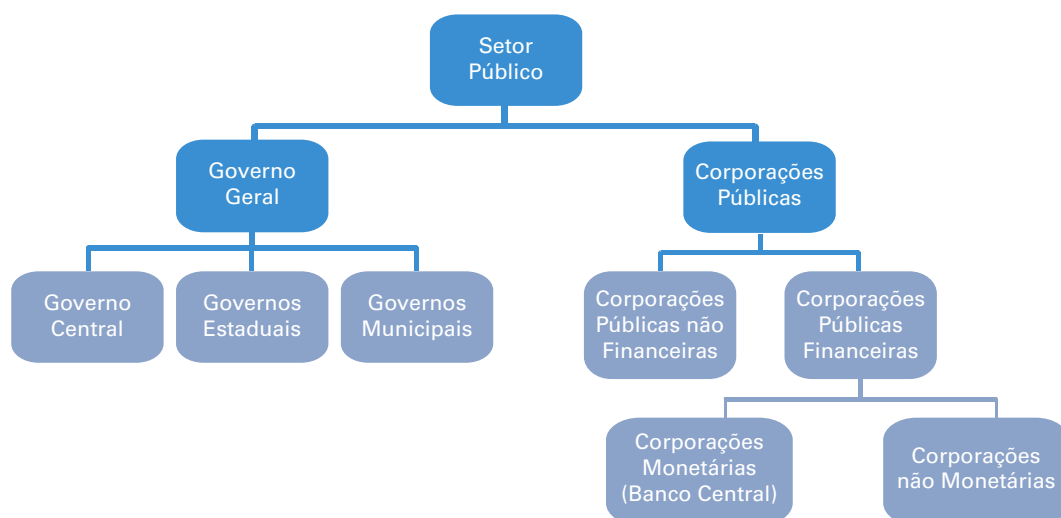 Setor
Público
Governo
Geral
Corporações
Públicas
Governo
Central
Governos
Estaduais
Governos
Municipais
Corporações
Públicas não
Financeiras
Corporações
Públicas
Financeiras
Corporações
Monetárias
(Banco Central)
Corporações
não Monetárias